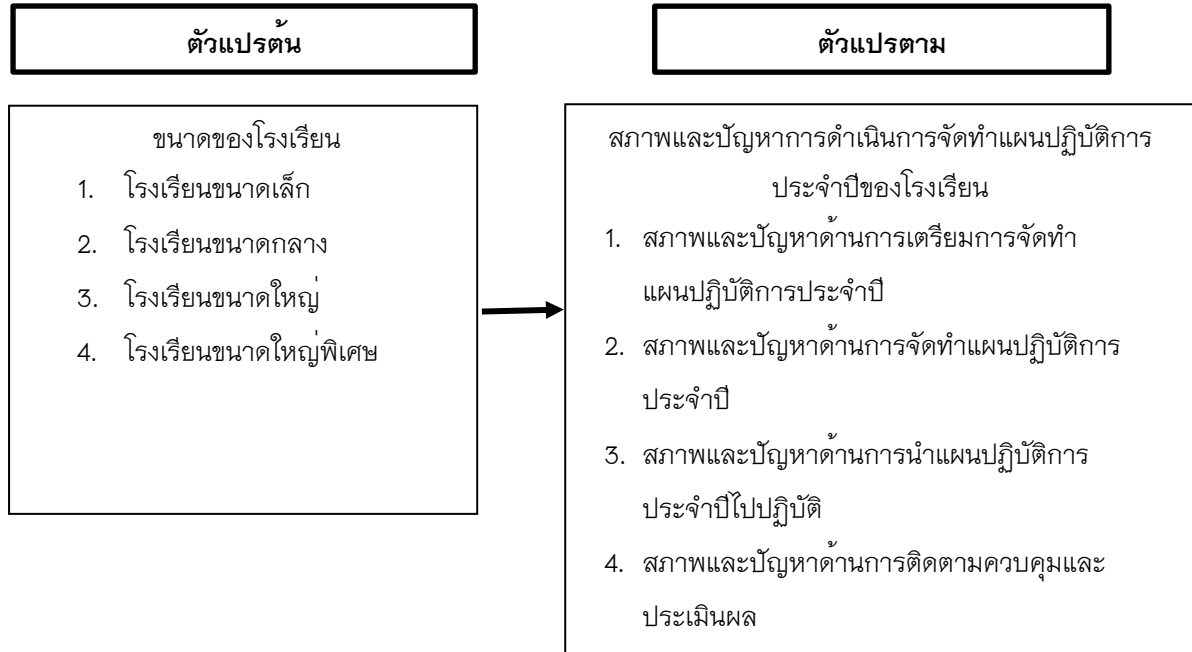 ตัวแปรต้น
ตัวแปรตาม
ขนาดของโรงเรียน
1. โรงเรียนขนาดเล็ก
2. โรงเรียนขนาดกลาง
3. โรงเรียนขนาดใหญ่
4. โรงเรียนขนาดใหญ่พิเศษ
สภาพและปัญหาการดำเนินการจัดทำแผนปฏิบัติการ
ประจำปีของโรงเรียน
1. สภาพและปัญหาด้านการเตรียมการจัดทำ
แผนปฏิบัติการประจำปี
2. สภาพและปัญหาด้านการจัดทำแผนปฏิบัติการ
ประจำปี
3. สภาพและปัญหาด้านการนำแผนปฏิบัติการ
ประจำปีไปปฏิบัติ
4. สภาพและปัญหาด้านการติดตามควบคุมและ
ประเมินผล